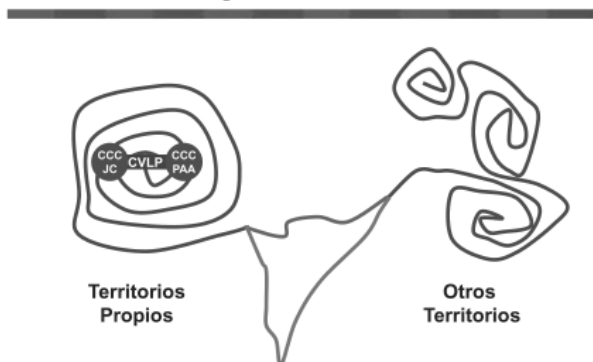 CCC
JC
CVLP
CCC
PAA
Territorios
Propios
Otros
Territorios